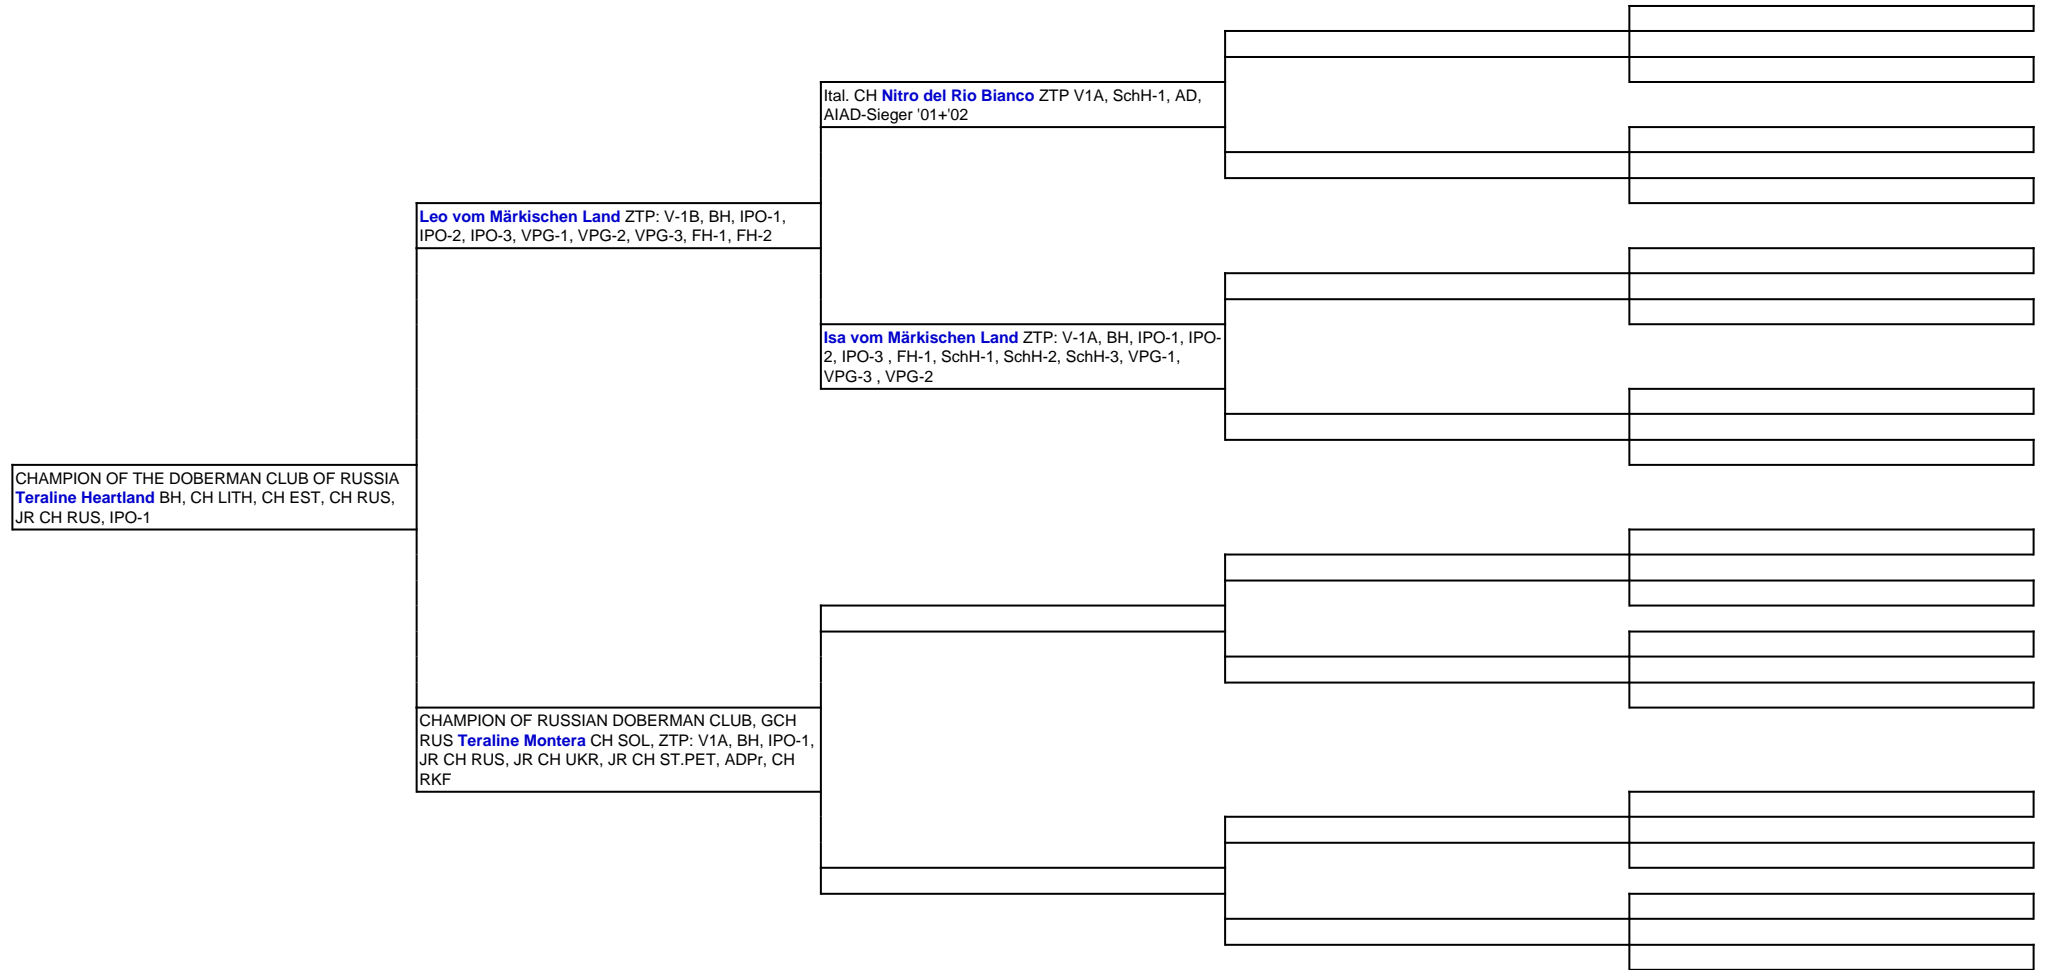 Ital. CH Nitro del Rio Bianco ZTP V1A, SchH-1, AD,
AIAD-Sieger '01+'02
Leo vom Märkischen Land ZTP: V-1B, BH, IPO-1,
IPO-2, IPO-3, VPG-1, VPG-2, VPG-3, FH-1, FH-2
Isa vom Märkischen Land ZTP: V-1A, BH, IPO-1, IPO-
2, IPO-3 , FH-1, SchH-1, SchH-2, SchH-3, VPG-1,
VPG-3 , VPG-2
CHAMPION OF THE DOBERMAN CLUB OF RUSSIA
Teraline Heartland BH, CH LITH, CH EST, CH RUS,
JR CH RUS, IPO-1
CHAMPION OF RUSSIAN DOBERMAN CLUB, GCH
RUS Teraline Montera CH SOL, ZTP: V1A, BH, IPO-1,
JR CH RUS, JR CH UKR, JR CH ST.PET, ADPr, CH
RKF